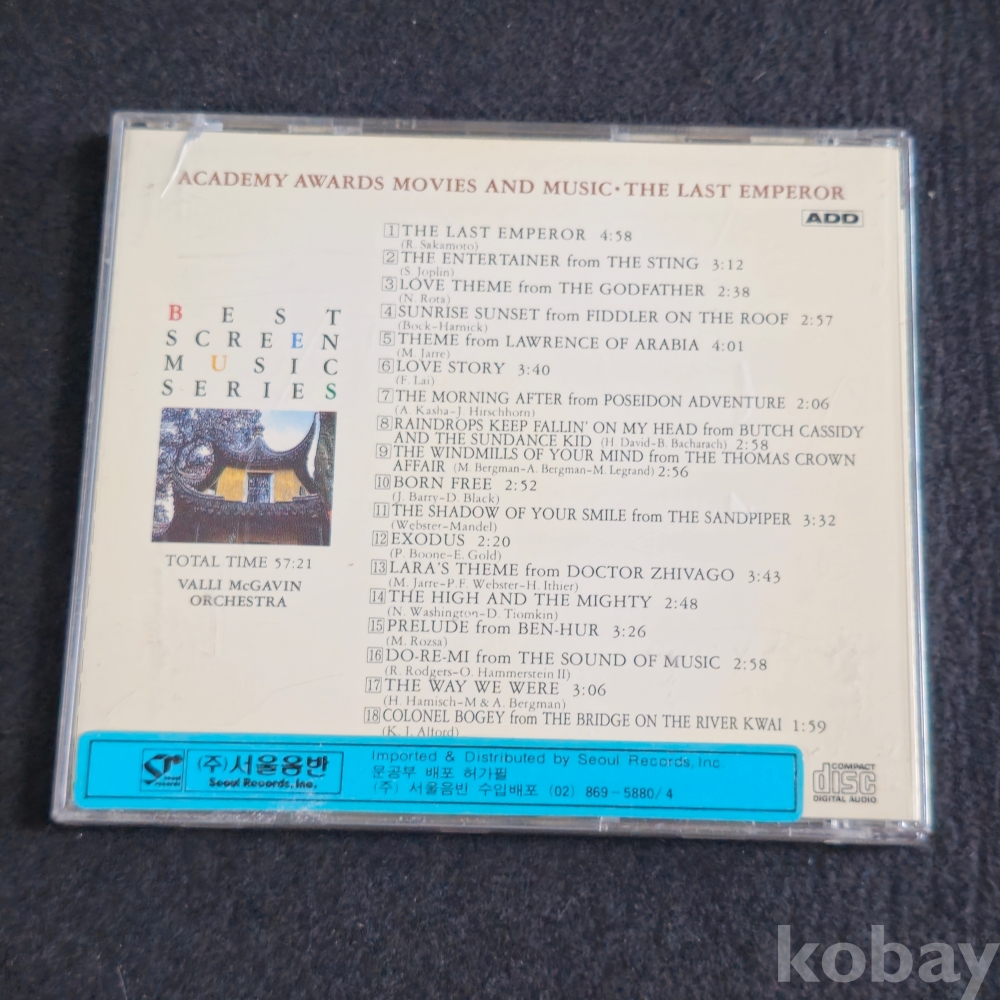 ACADEMY AWARDS MOVIES AND MUSIC・THE LAST EMPEROR
ADD
1 THE LAST EMPEROR 4:58
(R. Sakamoto)
2 THE ENTERTAINER from THE STING 3:12
(S. Joplin)
3 LOVE THEME from THE GODFATHER 2:38
(N. Rota)
4 SUNRISE SUNSET from FIDDLER ON THE ROOF 2:57
(Bock-Harnick)
5 THEME from LAWRENCE OF ARABIA 4:01
(M. Jarre)
6 LOVE STORY 3:40
(F. Lai)
7 THE MORNING AFTER from POSEIDON ADVENTURE 2:06
(A. Kasha-J. Hirschhorn)
8 RAINDROPS KEEP FALLIN' ON MY HEAD from BUTCH CASSIDY
AND THE SUNDANCE KID (H. David-B. Bacharach) 2:58
9 THE WINDMILLS OF YOUR MIND from THE THOMAS CROWN
AFFAIR (M. Bergman-A. Bergman-M. Legrand) 2:56
10 BORN FREE 2:52
(J. Barry-D. Black)
11 THE SHADOW OF YOUR SMILE from THE SANDPIPER 3:32
(Webster-Mandel)
12 EXODUS 2:20
(P. Boone-E. Gold)
13 LARA'S THEME from DOCTOR ZHIVAGO 3:43
(M. Jarre-P.F. Webster-H. Ithier)
14 THE HIGH AND THE MIGHTY 2:48
(N. Washington-D. Tiomkin)
15 PRELUDE from BEN-HUR 3:26
(M. Rozsa)
16 DO-RE-MI from THE SOUND OF MUSIC 2:58
(R. Rodgers-O. Hammerstein II)
17 THE WAY WE WERE 3:06
(H. Hamisch-M & A. Bergman)
18 COLONEL BOGEY from THE BRIDGE ON THE RIVER KWAI 1:59
(K. J. Alford)
BEST
SCREEN
MUSIC
SERIES
TOTAL TIME 57:21
VALLI McGAVIN
ORCHESTRA
seoul
records
(주)서울음반
Seoul Records, Inc.
Imported & Distributed by Seoul Records, Inc.
문공부 배포 허가필
(주) 서울음반 수입배포 (02) 869-5880/4
COMPACT
disc
DIGITAL AUDIO
kobay